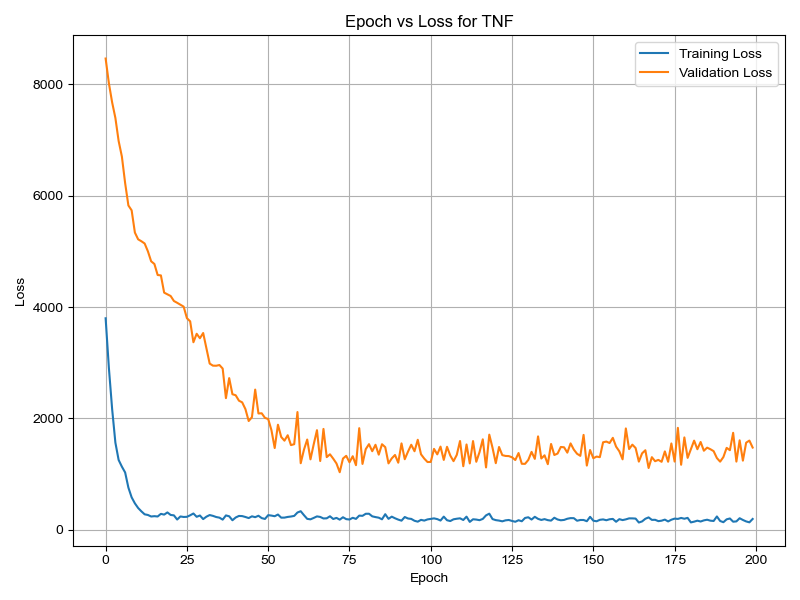 Epoch vs Loss for TNF
Training Loss
Validation Loss
8000
6000
4000
2000
0
Loss
0 25 50 75 100 125 150 175 200
Epoch